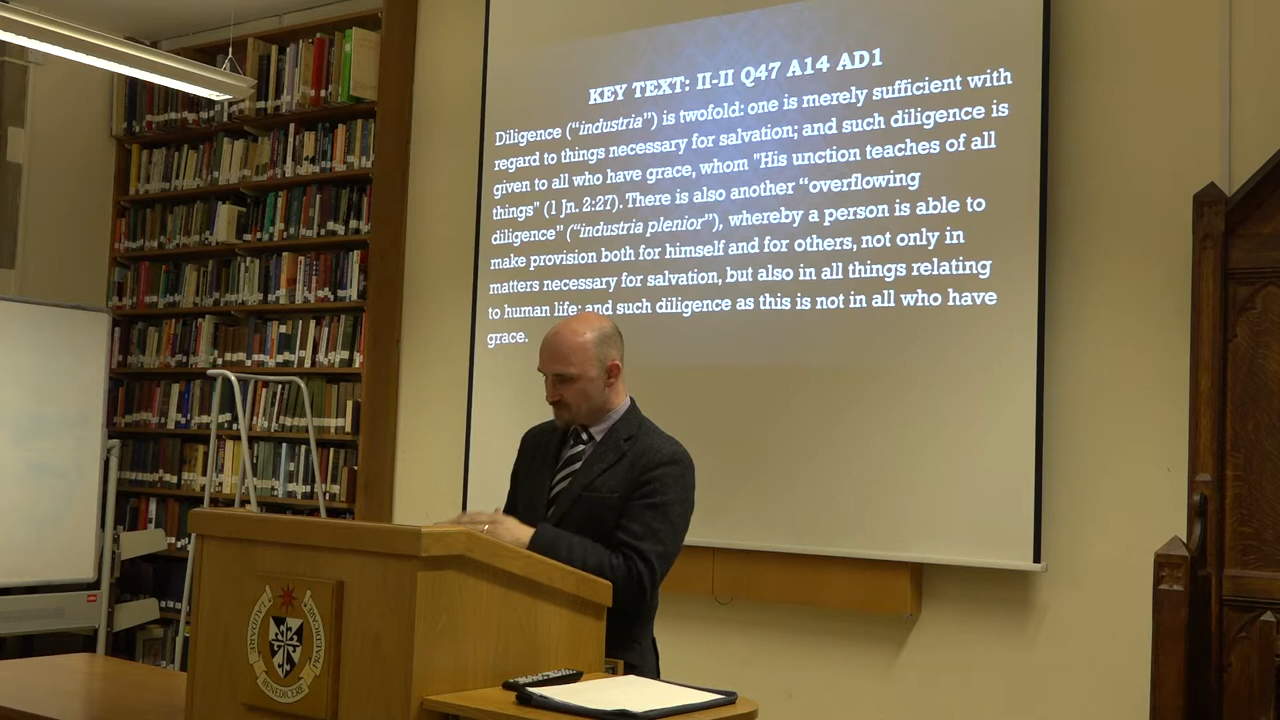 KEY TEXT: II-II Q47 A14 AD1
Diligence (“industria”) is twofold: one is merely sufficient with
regard to things necessary for salvation; and such diligence is
given to all who have grace, whom "His unction teaches of all
things" (1 Jn. 2:27). There is also another “overflowing
diligence” (“industria plenior”), whereby a person is able to
make provision both for himself and for others, not only in
matters necessary for salvation, but also in all things relating
to human life; and such diligence as this is not in all who have
grace.
LAUDARE
BENEDICERE
PRAEDICARE